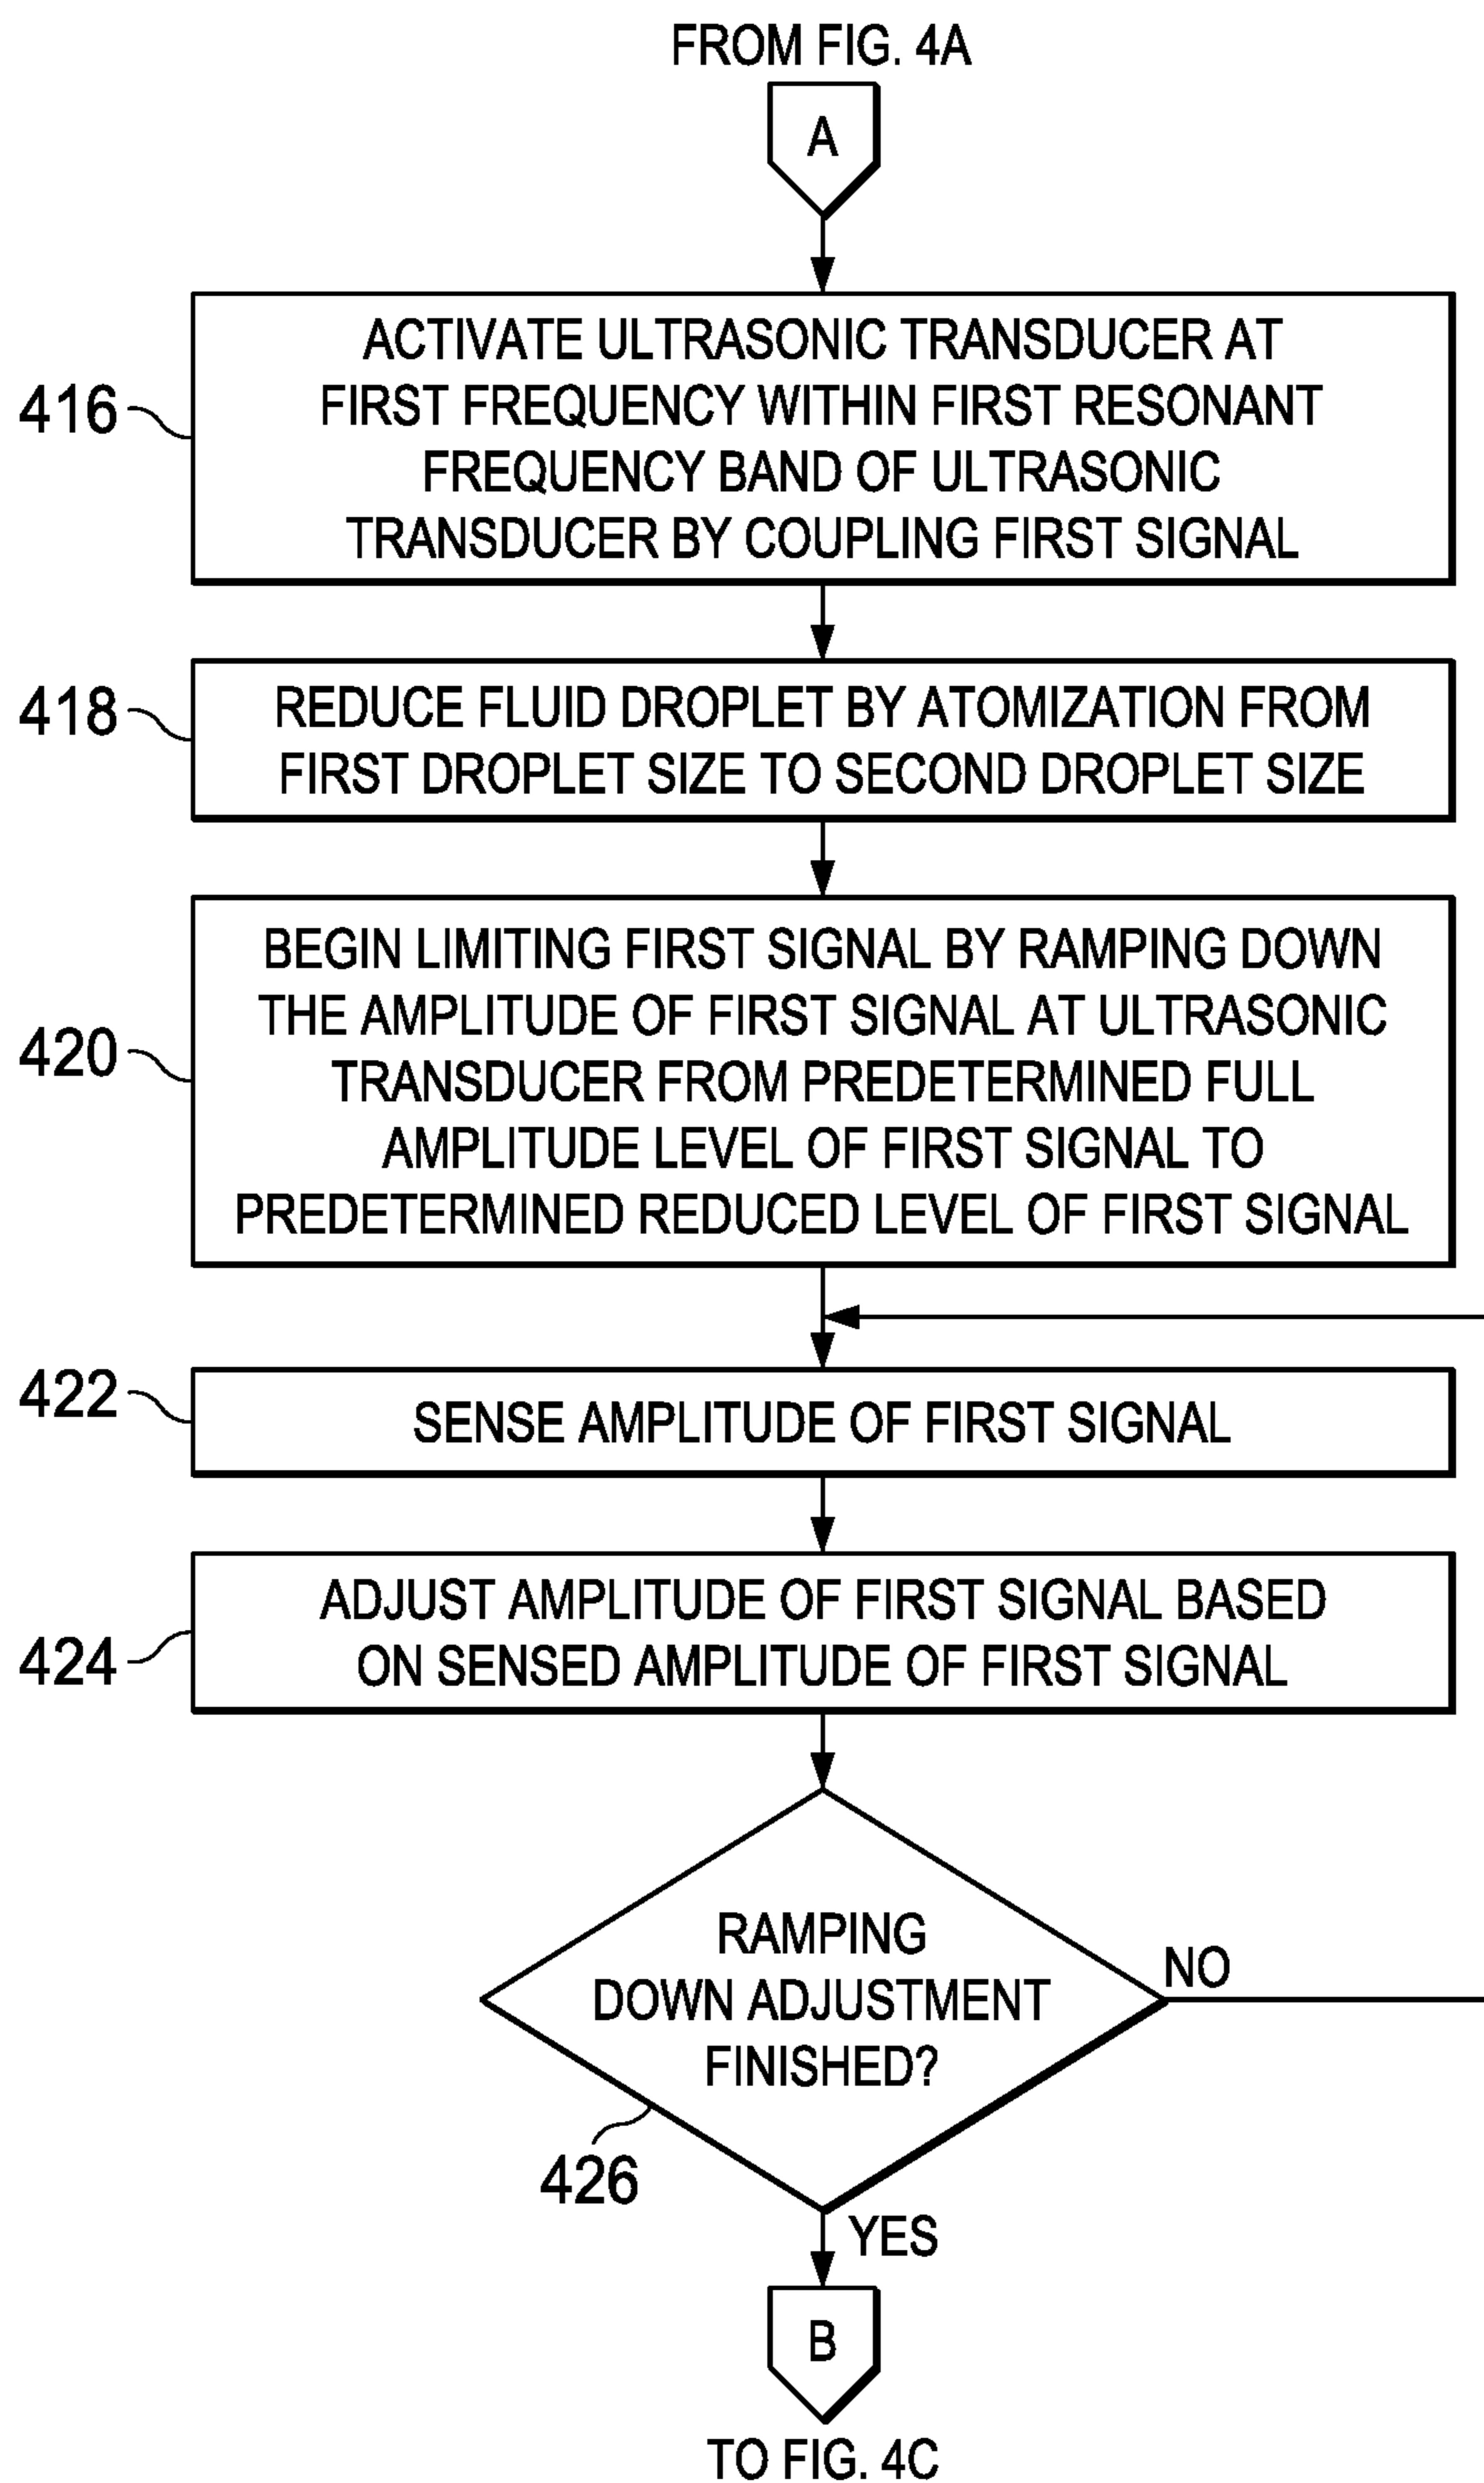 FROM FIG. 4A
A
416
ACTIVATE ULTRASONIC TRANSDUCER AT
FIRST FREQUENCY WITHIN FIRST RESONANT
FREQUENCY BAND OF ULTRASONIC
TRANSDUCER BY COUPLING FIRST SIGNAL
418
REDUCE FLUID DROPLET BY ATOMIZATION FROM
FIRST DROPLET SIZE TO SECOND DROPLET SIZE
420
BEGIN LIMITING FIRST SIGNAL BY RAMPING DOWN
THE AMPLITUDE OF FIRST SIGNAL AT ULTRASONIC
TRANSDUCER FROM PREDETERMINED FULL
AMPLITUDE LEVEL OF FIRST SIGNAL TO
PREDETERMINED REDUCED LEVEL OF FIRST SIGNAL
422
SENSE AMPLITUDE OF FIRST SIGNAL
424
ADJUST AMPLITUDE OF FIRST SIGNAL BASED
ON SENSED AMPLITUDE OF FIRST SIGNAL
RAMPING
DOWN ADJUSTMENT
FINISHED?
NO
426
YES
B
TO FIG. 4C